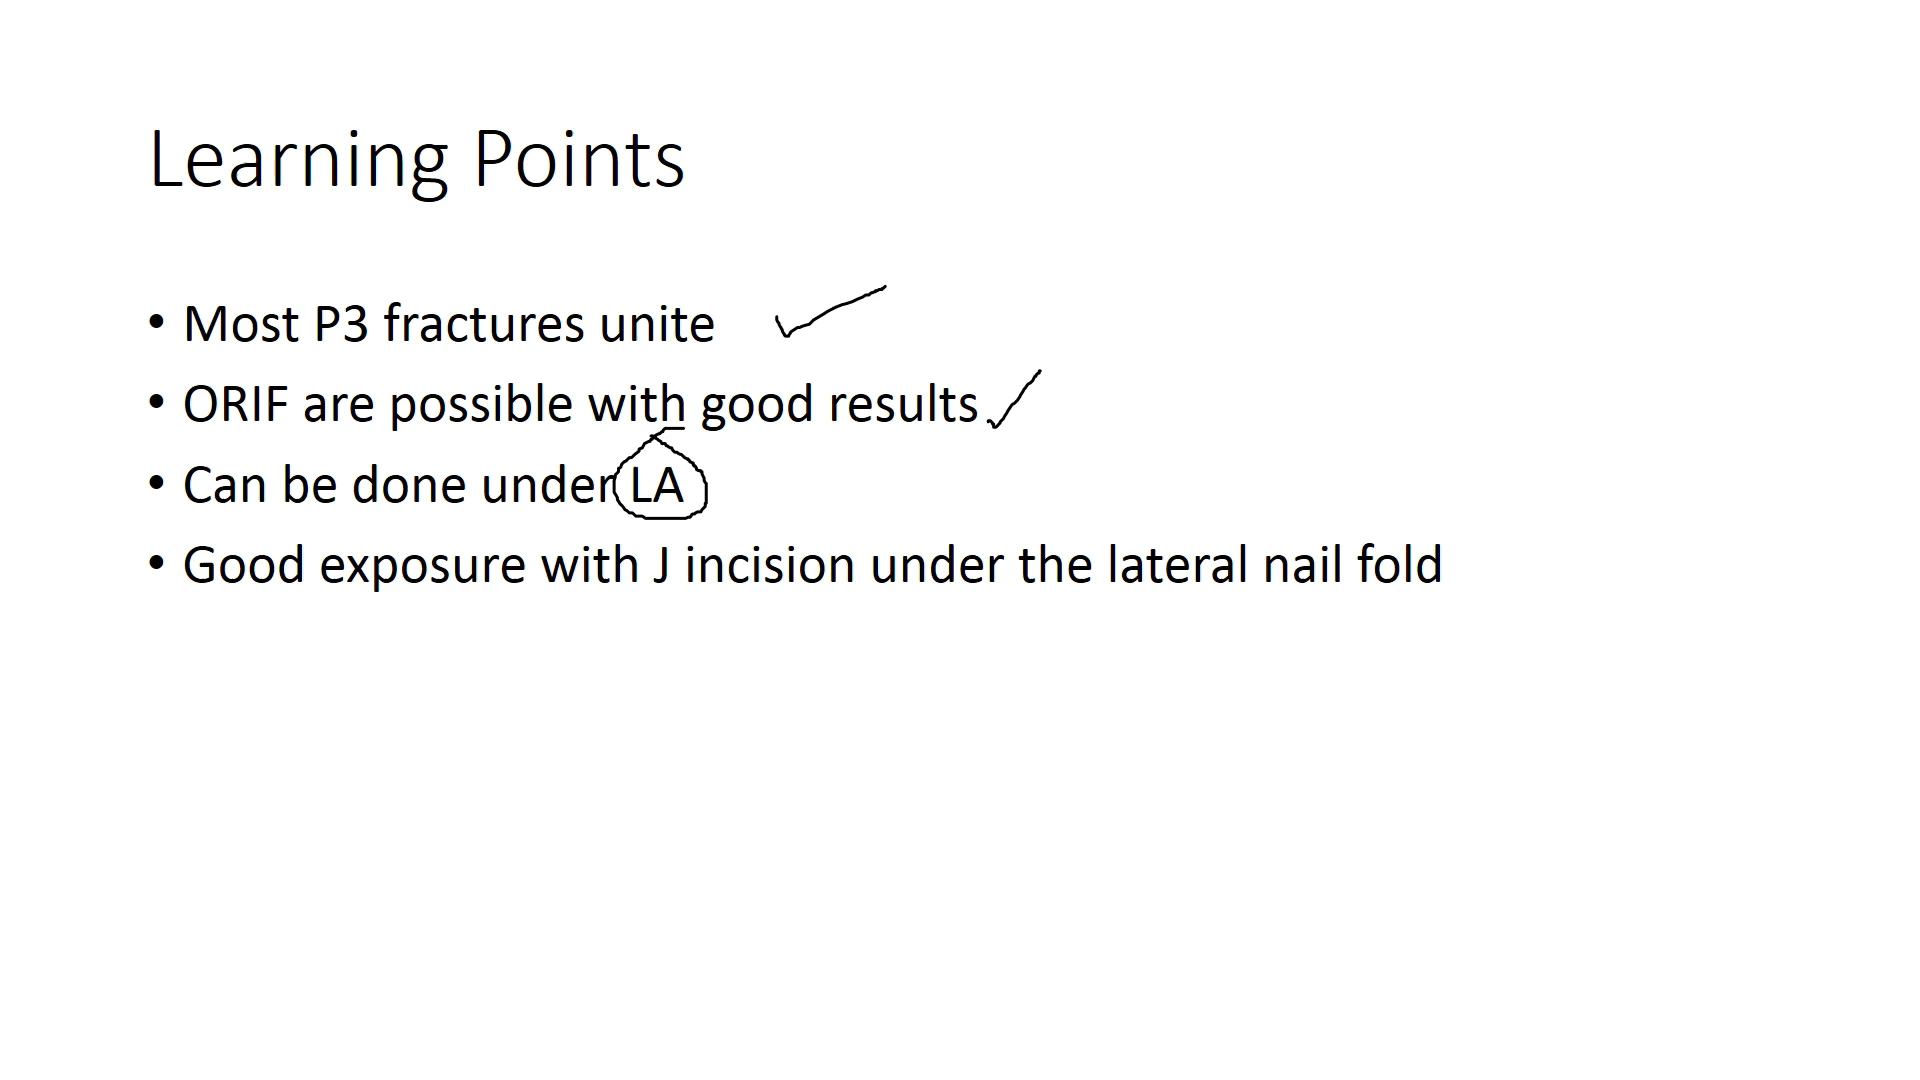 Learning Points
• Most P3 fractures unite
• ORIF are possible with good results
• Can be done under LA
• Good exposure with J incision under the lateral nail fold